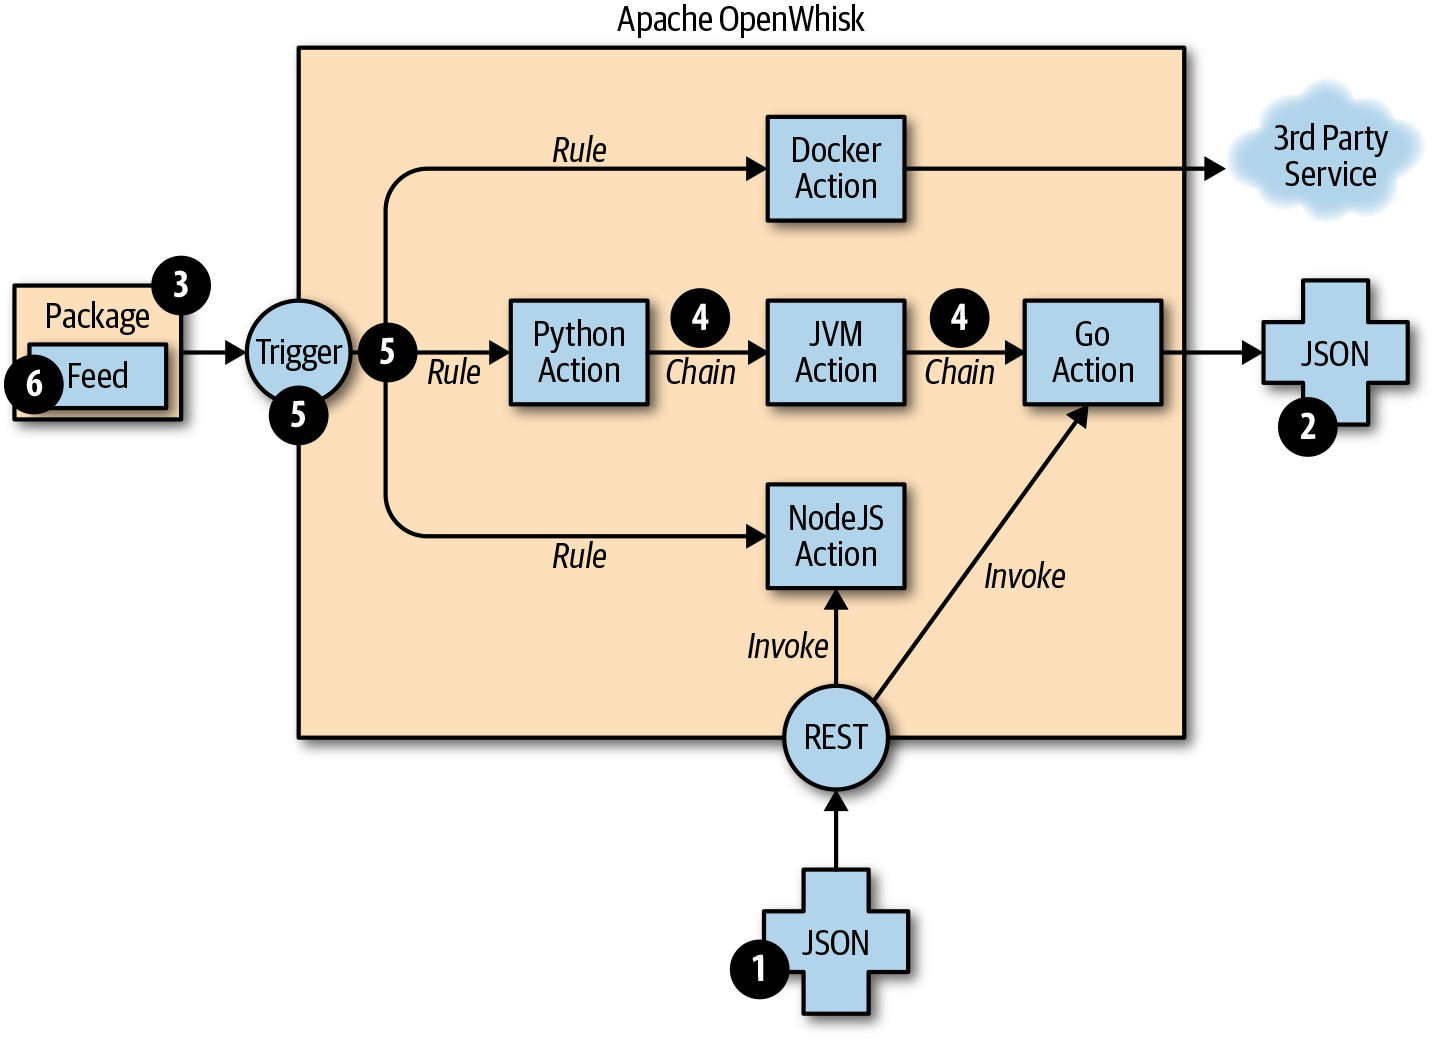 Apache OpenWhisk
Rule
Docker
Action
3rd Party
Service
3
Package
6
Feed
Trigger
5
5
Rule
Python
Action
4
Chain
JVM
Action
4
Chain
Go
Action
JSON
2
Rule
NodeJS
Action
Invoke
Invoke
REST
JSON
1